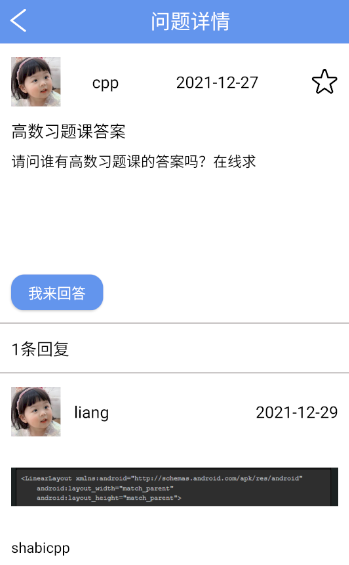 问题详情
cpp 2021-12-27
高数习题课答案
请问谁有高数习题课的答案吗？在线求
我来回答
1条回复
liang 2021-12-29
<LinearLayout xmlns:android="http://schemas.android.com/apk/res/android"
android:layout_width="match_parent"
android:layout_height="match_parent">
shabicpp